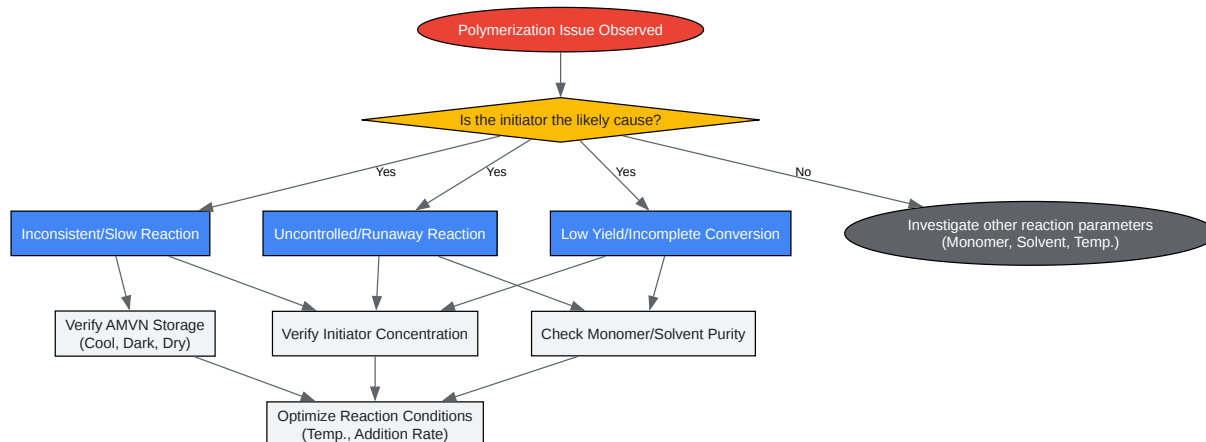 Polymerization Issue Observed
Is the initiator the likely cause?
Yes
Yes
Yes
No
Inconsistent/Slow Reaction
Uncontrolled/Runaway Reaction
Low Yield/Incomplete Conversion
Investigate other reaction parameters
(Monomer, Solvent, Temp.)
Verify AMVN Storage
(Cool, Dark, Dry)
Verify Initiator Concentration
Check Monomer/Solvent Purity
Optimize Reaction Conditions
(Temp., Addition Rate)